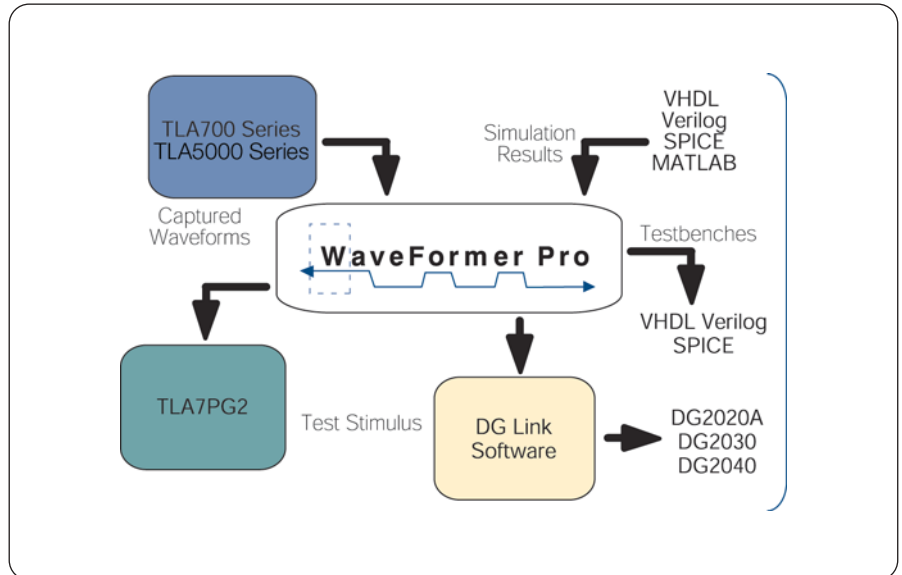 TLA700 Series
TLA5000 Series
Simulation
Results
VHDL
Verilog
SPICE
MATLAB
Captured
Waveforms
WaveFormer Pro
Testbenches
VHDL Verilog
SPICE
TLA7PG2
Test Stimulus
DG Link
Software
DG2020A
DG2030
DG2040